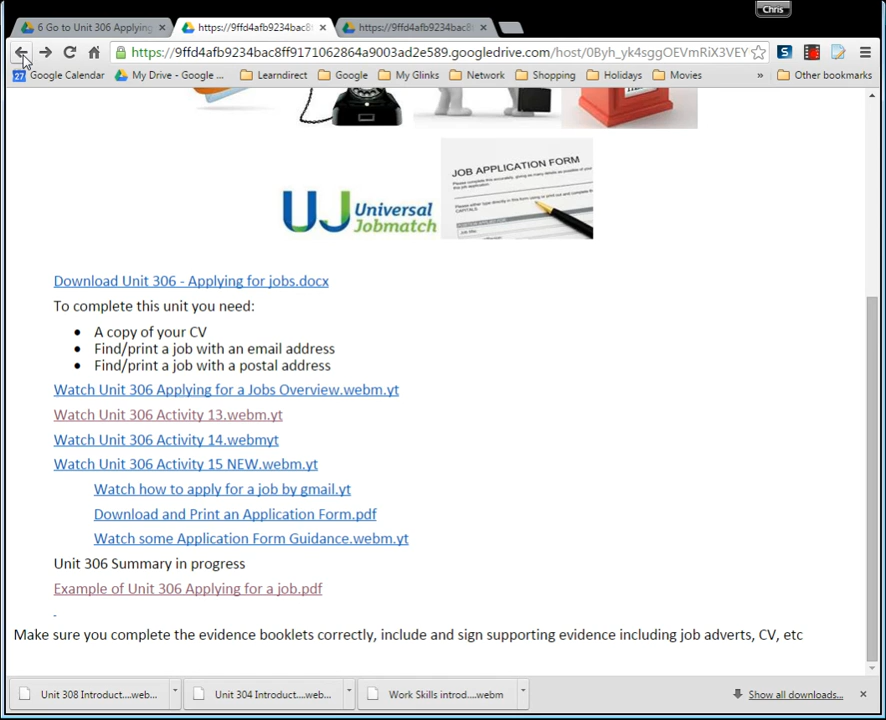 Chris
6 Go to Unit 306 Applying
https://9ffd4afb9234bac8f
https://9ffd4afb9234bac8f
https://9ffd4afb9234bac8ff9171062864a9003ad2e589.googledrive.com/host/0Byh_yk4sggOEVmRiX3VEY
27 Google Calendar
My Drive - Google ...
Learndirect
Google
My Glinks
Network
Shopping
Holidays
Movies
»
Other bookmarks
JOB APPLICATION FORM
UJ Universal Jobmatch
Download Unit 306 - Applying for jobs.docx
To complete this unit you need:
• A copy of your CV
• Find/print a job with an email address
• Find/print a job with a postal address
Watch Unit 306 Applying for a Jobs Overview.webm.yt
Watch Unit 306 Activity 13.webm.yt
Watch Unit 306 Activity 14.webmyt
Watch Unit 306 Activity 15 NEW.webm.yt
Watch how to apply for a job by gmail.yt
Download and Print an Application Form.pdf
Watch some Application Form Guidance.webm.yt
Unit 306 Summary in progress
Example of Unit 306 Applying for a job.pdf
Make sure you complete the evidence booklets correctly, include and sign supporting evidence including job adverts, CV, etc
Unit 308 Introduct....web...
Unit 304 Introduct....web...
Work Skills introd....webm
Show all downloads...